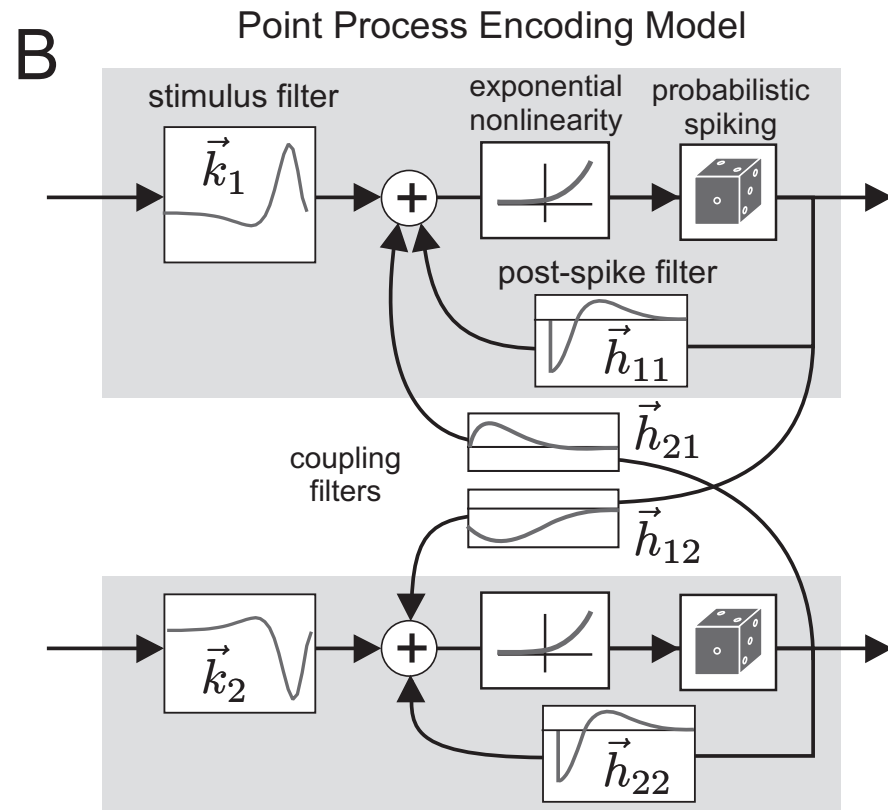 B
Point Process Encoding Model
stimulus filter
exponential
nonlinearity
probabilistic
spiking
k⃗₁
+
post-spike filter
h⃗₁₁
coupling
filters
h⃗₂₁
h⃗₁₂
k⃗₂
+
h⃗₂₂